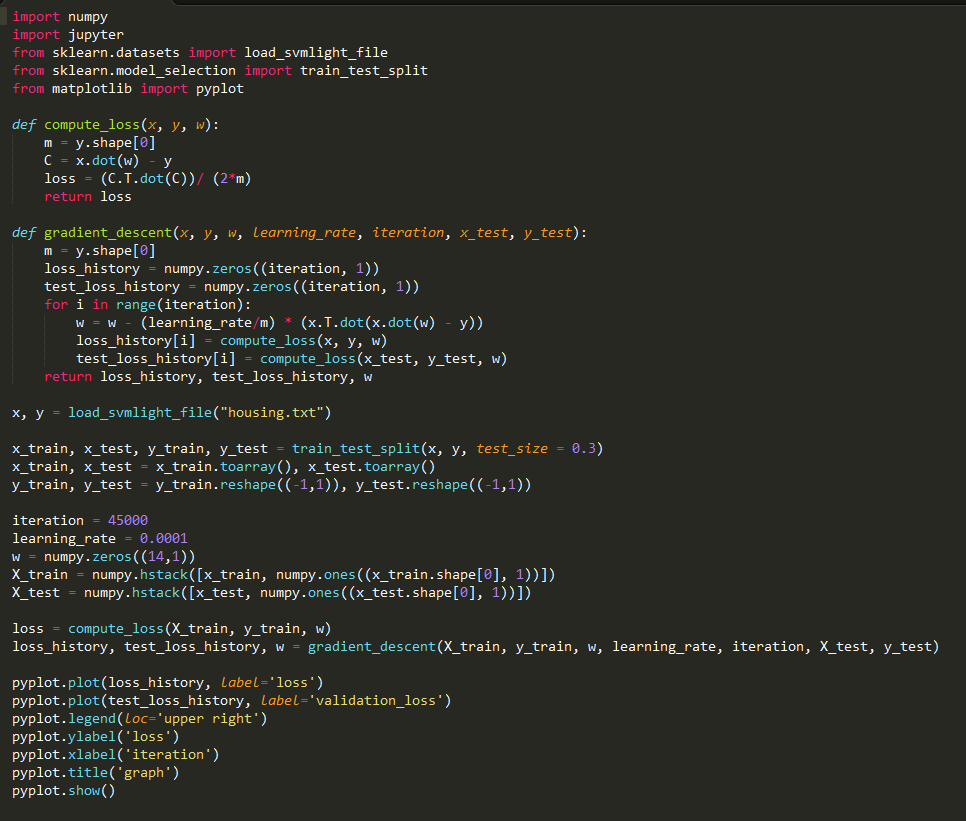 import numpy
import jupyter
from sklearn.datasets import load_svmlight_file
from sklearn.model_selection import train_test_split
from matplotlib import pyplot
def compute_loss(x, y, w):
    m = y.shape[0]
    C = x.dot(w) - y
    loss = (C.T.dot(C))/ (2*m)
    return loss
def gradient_descent(x, y, w, learning_rate, iteration, x_test, y_test):
    m = y.shape[0]
    loss_history = numpy.zeros((iteration, 1))
    test_loss_history = numpy.zeros((iteration, 1))
    for i in range(iteration):
        w = w - (learning_rate/m) * (x.T.dot(x.dot(w) - y))
        loss_history[i] = compute_loss(x, y, w)
        test_loss_history[i] = compute_loss(x_test, y_test, w)
    return loss_history, test_loss_history, w
x, y = load_svmlight_file("housing.txt")
x_train, x_test, y_train, y_test = train_test_split(x, y, test_size = 0.3)
x_train, x_test = x_train.toarray(), x_test.toarray()
y_train, y_test = y_train.reshape((-1,1)), y_test.reshape((-1,1))
iteration = 45000
learning_rate = 0.0001
w = numpy.zeros((14,1))
X_train = numpy.hstack([x_train, numpy.ones((x_train.shape[0], 1))])
X_test = numpy.hstack([x_test, numpy.ones((x_test.shape[0], 1))])
loss = compute_loss(X_train, y_train, w)
loss_history, test_loss_history, w = gradient_descent(X_train, y_train, w, learning_rate, iteration, X_test, y_test)
pyplot.plot(loss_history, label='loss')
pyplot.plot(test_loss_history, label='validation_loss')
pyplot.legend(loc='upper right')
pyplot.ylabel('loss')
pyplot.xlabel('iteration')
pyplot.title('graph')
pyplot.show()